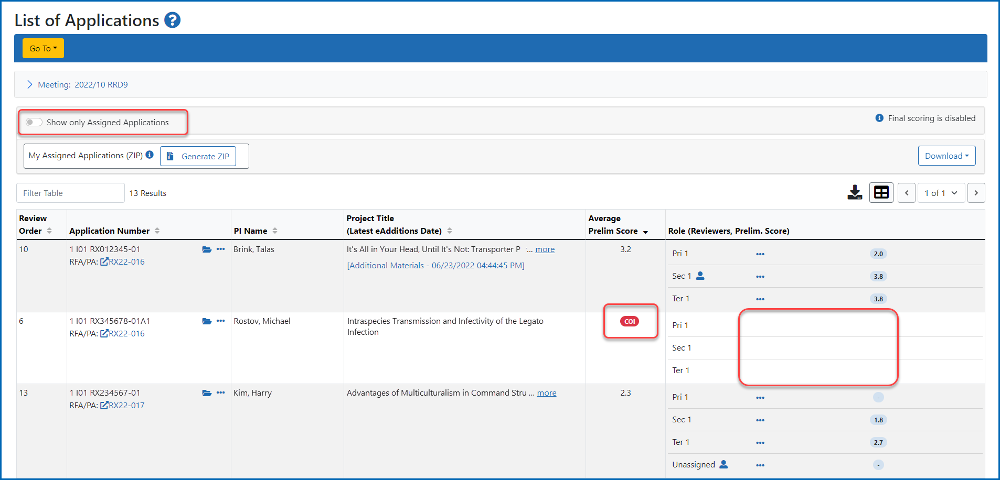 List of Applications ?
Go To
Meeting: 2022/10 RRD9
Show only Assigned Applications
Final scoring is disabled
My Assigned Applications (ZIP) Generate ZIP
Download
Filter Table 13 Results 1 of 1
Review Order Application Number PI Name Project Title (Latest eAdditions Date) Average Prelim Score Role (Reviewers, Prelim. Score)
10 1 I01 RX012345-01 ••• Brink, Talas It's All in Your Head, Until It's Not: Transporter P ... more 3.2 Pri 1 ••• 2.0
RFA/PA: RX22-016
[Additional Materials - 06/23/2022 04:44:45 PM]
Sec 1 ••• 3.8
Ter 1 ••• 3.8
6 1 I01 RX345678-01A1 ••• Rostov, Michael Intraspecies Transmission and Infectivity of the Legato COI Pri 1
RFA/PA: RX22-016 Infection
Sec 1
Ter 1
13 1 I01 RX234567-01 ••• Kim, Harry Advantages of Multiculturalism in Command Stru ... more 2.3 Pri 1 ••• -
RFA/PA: RX22-017
Sec 1 ••• 1.8
Ter 1 ••• 2.7
Unassigned ••• -